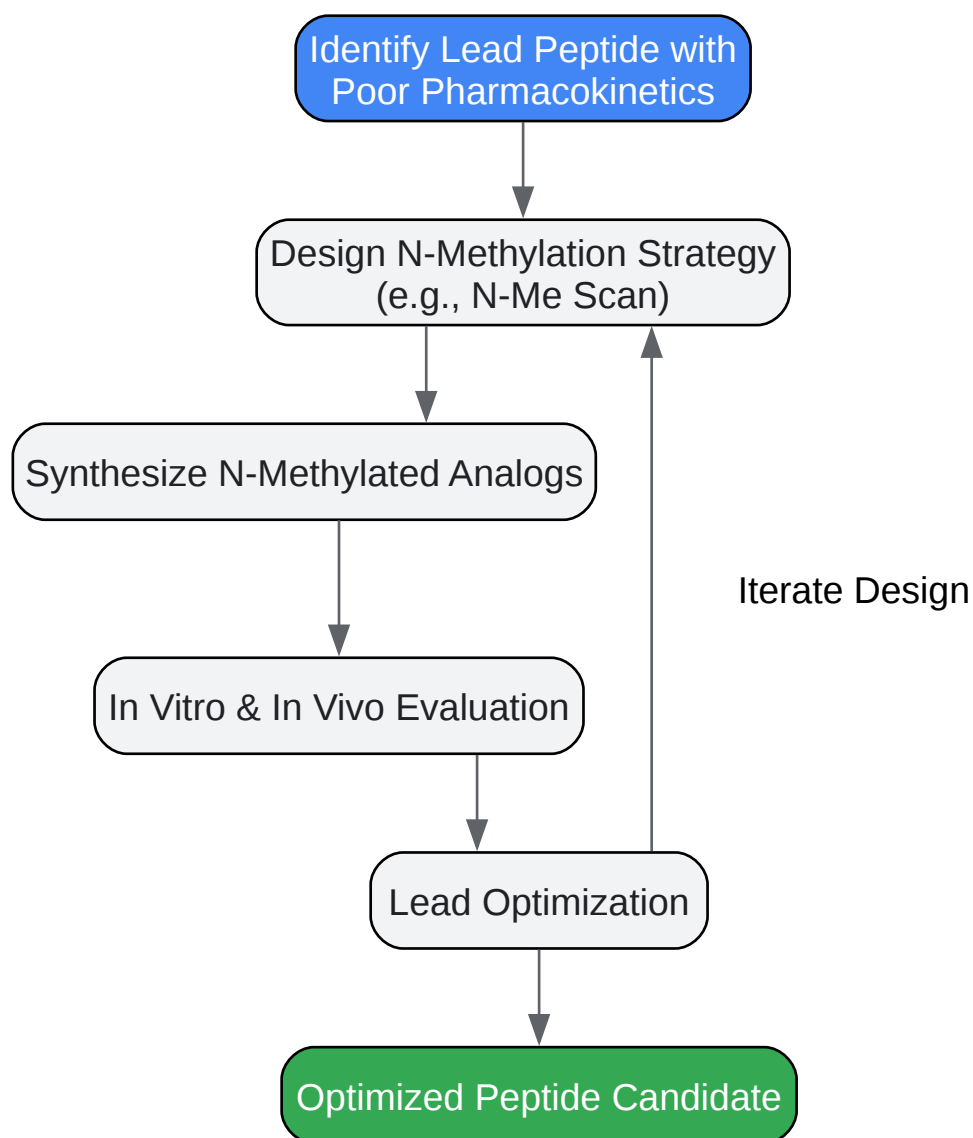 Identify Lead Peptide with
Poor Pharmacokinetics
Design N-Methylation Strategy
(e.g., N-Me Scan)
Synthesize N-Methylated Analogs
Iterate Design
In Vitro & In Vivo Evaluation
Lead Optimization
Optimized Peptide Candidate